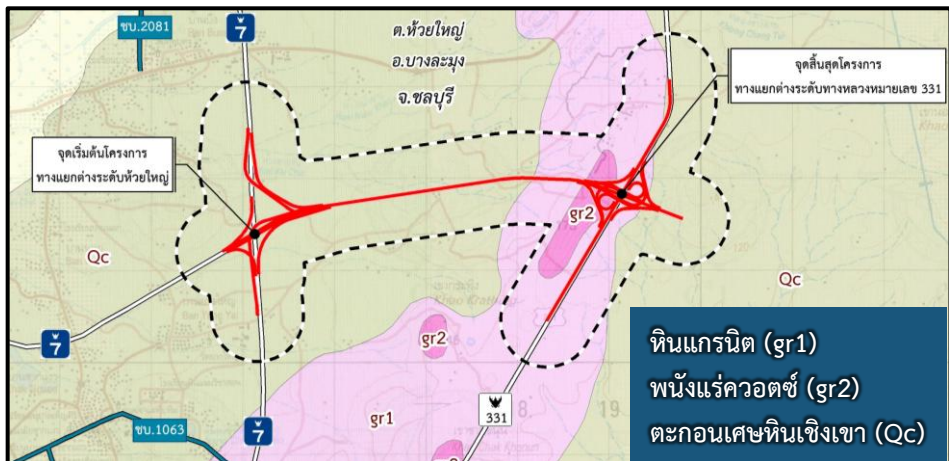 ชบ.2081
7
ต.ห้วยใหญ่
อ.บางละมุง
จ.ชลบุรี
จุดสิ้นสุดโครงการ
ทางแยกต่างระดับทางหลวงหมายเลข 331
จุดเริ่มต้นโครงการ
ทางแยกต่างระดับห้วยใหญ่
gr2
Qc
Qc
7
gr2
gr1
331
ชบ.1063
7
19
หินแกรนิต (gr1)
พนังแร่ควอตซ์ (gr2)
ตะกอนเศษหินเชิงเขา (Qc)